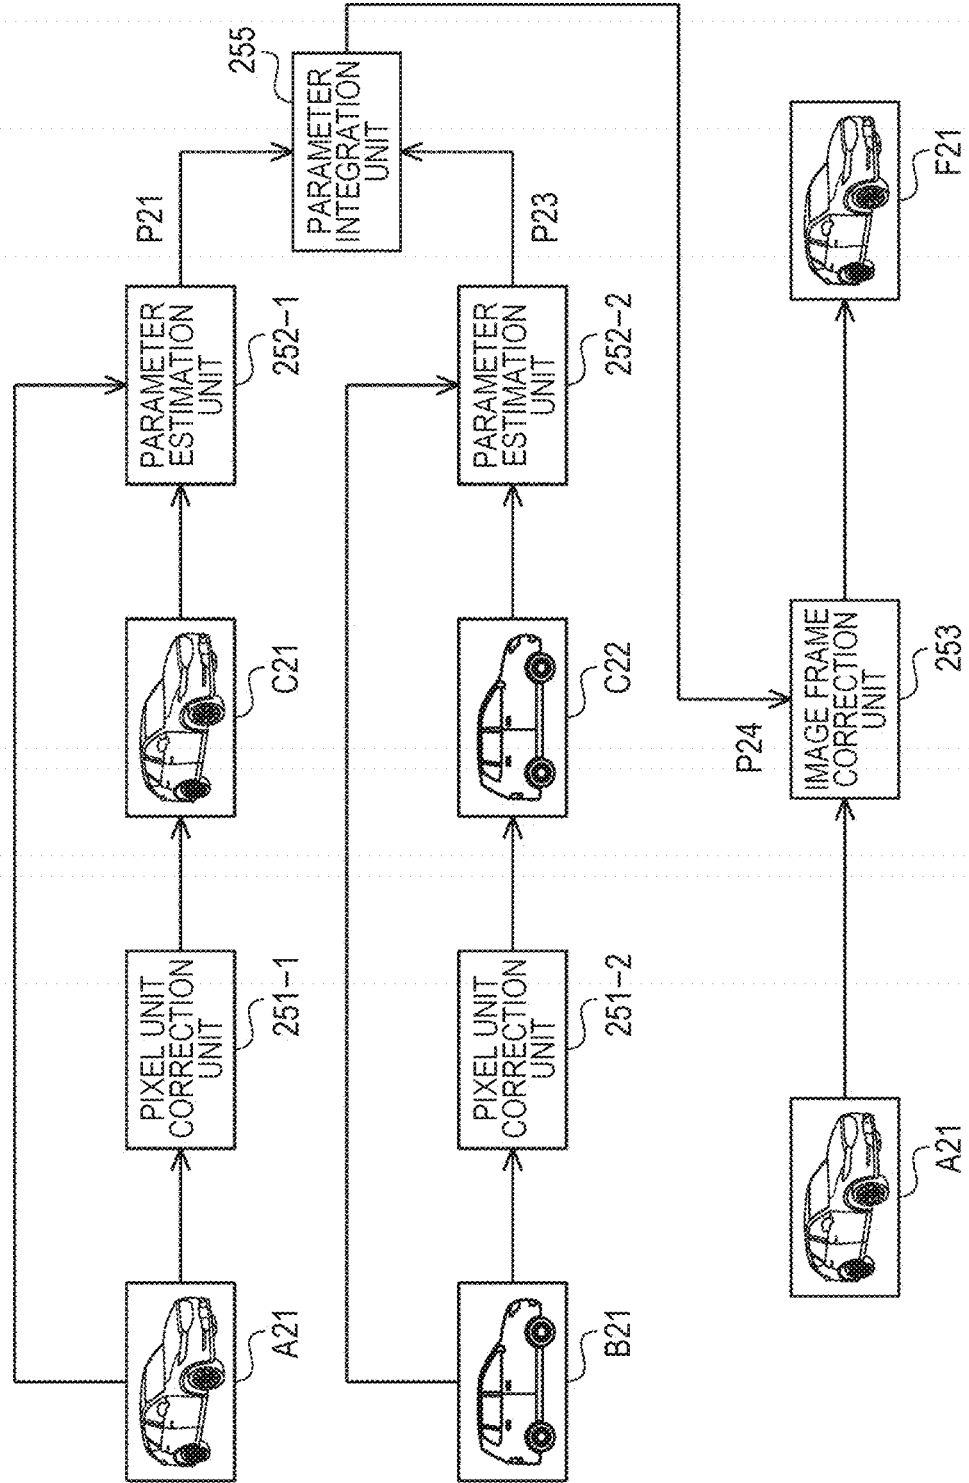 A21
PIXEL UNIT
CORRECTION
UNIT
251–1
C21
PARAMETER
ESTIMATION
UNIT
252–1
P21
B21
PIXEL UNIT
CORRECTION
UNIT
251–2
C22
PARAMETER
ESTIMATION
UNIT
252–2
P23
PARAMETER
INTEGRATION
UNIT
255
A21
P24
IMAGE FRAME
CORRECTION
UNIT
253
F21